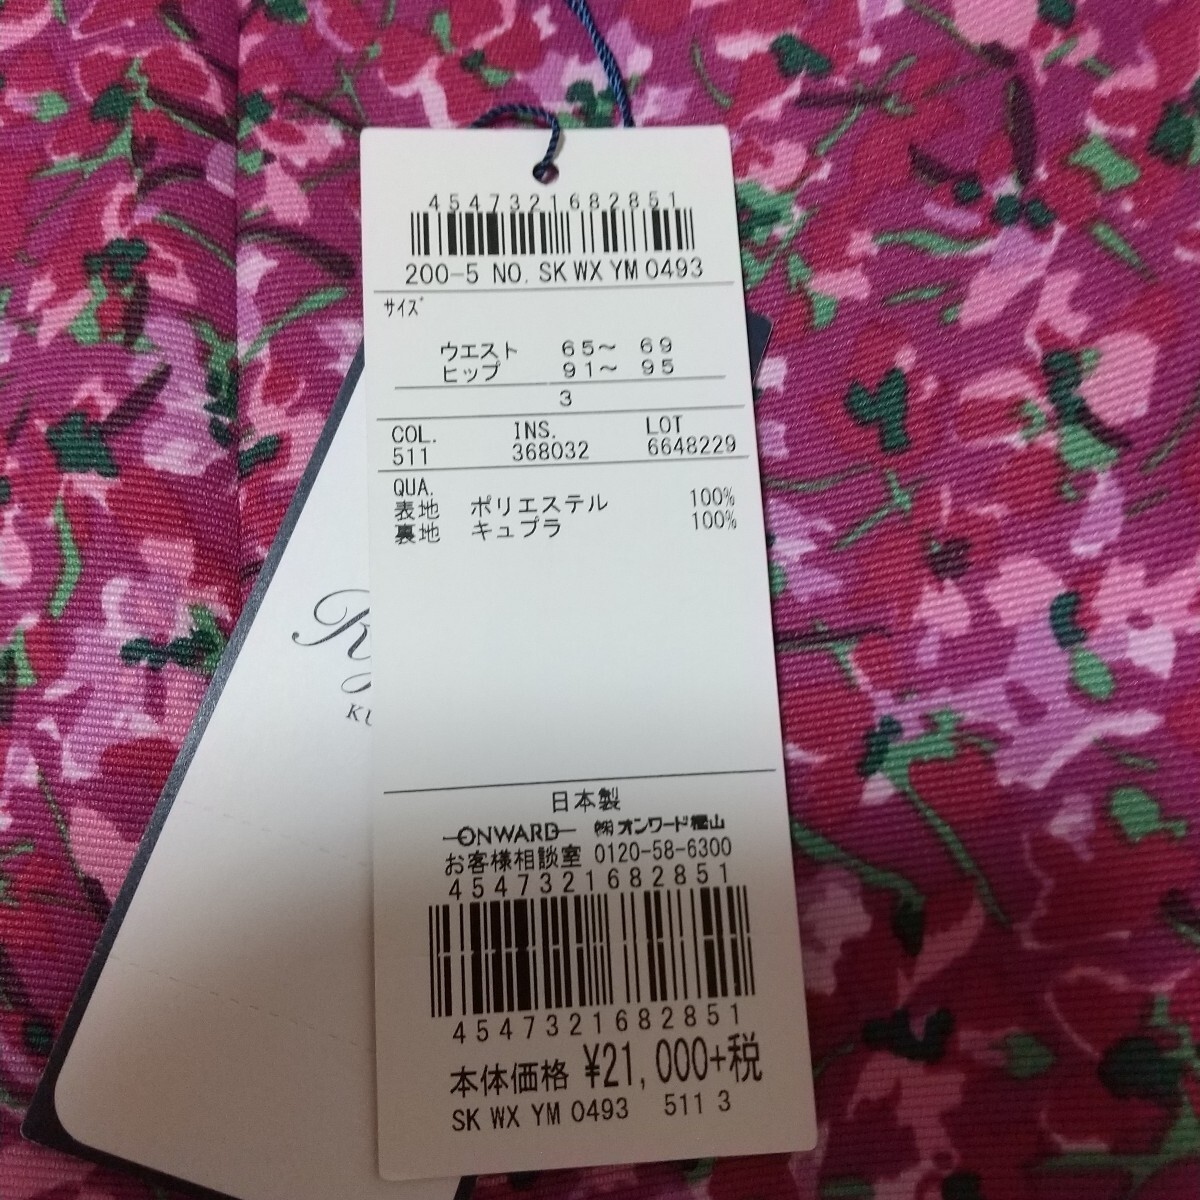 4547321682851
200-5 NO. SK WX YM 0493
サイズ
ウエスト 65〜 69
ヒップ 91〜 95
3
COL. INS. LOT
511 368032 6648229
QUA.
表地 ポリエステル 100%
裏地 キュプラ 100%
日本製
ONWARD ㈱オンワード樫山
お客様相談室 0120-58-6300
4547321682851
4547321682851
本体価格 ¥21,000+税
SK WX YM 0493 511 3